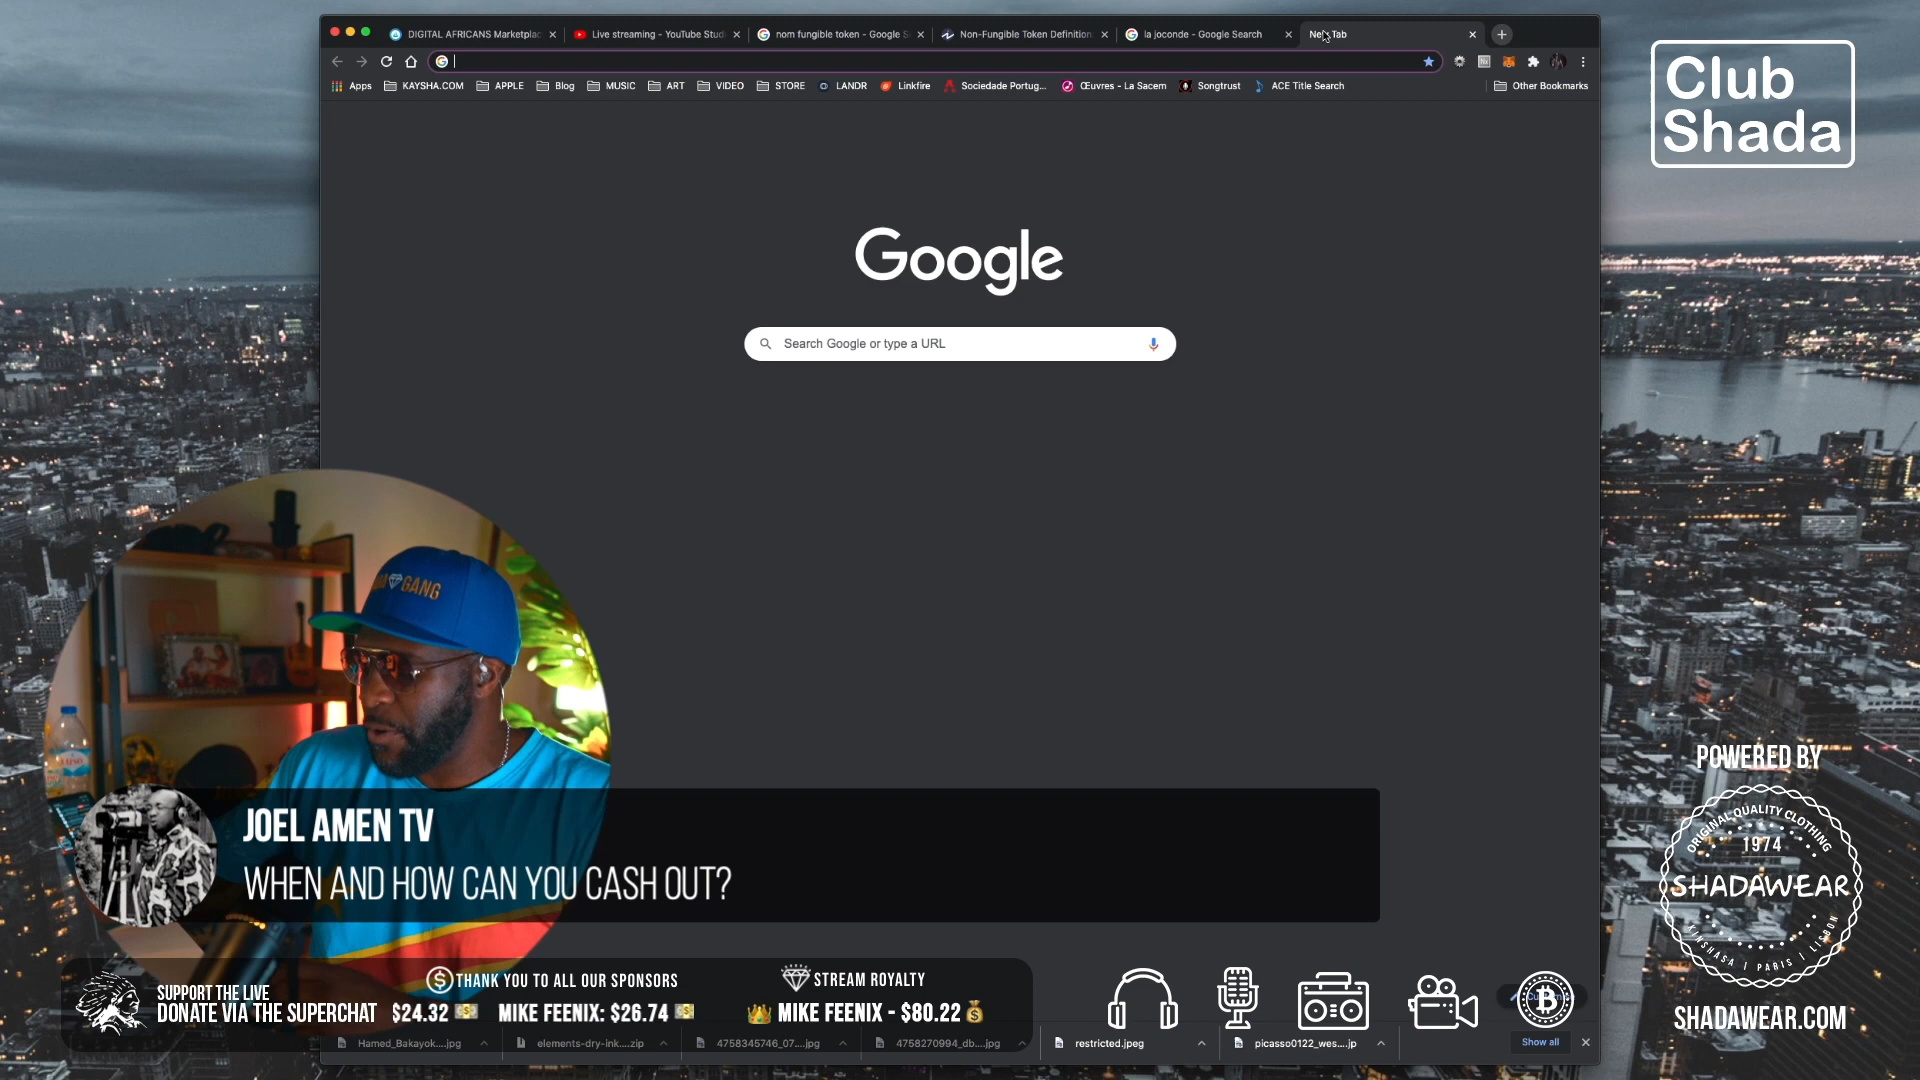 DIGITAL AFRICANS Marketplac
Live streaming - YouTube Stud
nom fungible token - Google S
Non-Fungible Token Definition
la joconde - Google Search
New Tab
Apps
KAYSHA.COM
APPLE
Blog
MUSIC
ART
VIDEO
STORE
LANDR
Linkfire
Sociedade Portug...
Œuvres - La Sacem
Songtrust
ACE Title Search
Other Bookmarks
Club
Shada
Google
Search Google or type a URL
GANG
JOEL AMEN TV
WHEN AND HOW CAN YOU CASH OUT?
POWERED BY
ORIGINAL QUALITY CLOTHING
1974
SHADAWEAR
KINSHASA | PARIS | LISBON
SHADAWEAR.COM
SUPPORT THE LIVE
DONATE VIA THE SUPERCHAT
THANK YOU TO ALL OUR SPONSORS
$24.32
MIKE FEENIX: $26.74
STREAM ROYALTY
MIKE FEENIX - $80.22
Hamed_Bakayok....jpg
elements-dry-ink....zip
4758345746_07....jpg
4758270994_db....jpg
restricted.jpeg
picasso0122_wes....jp
Show all